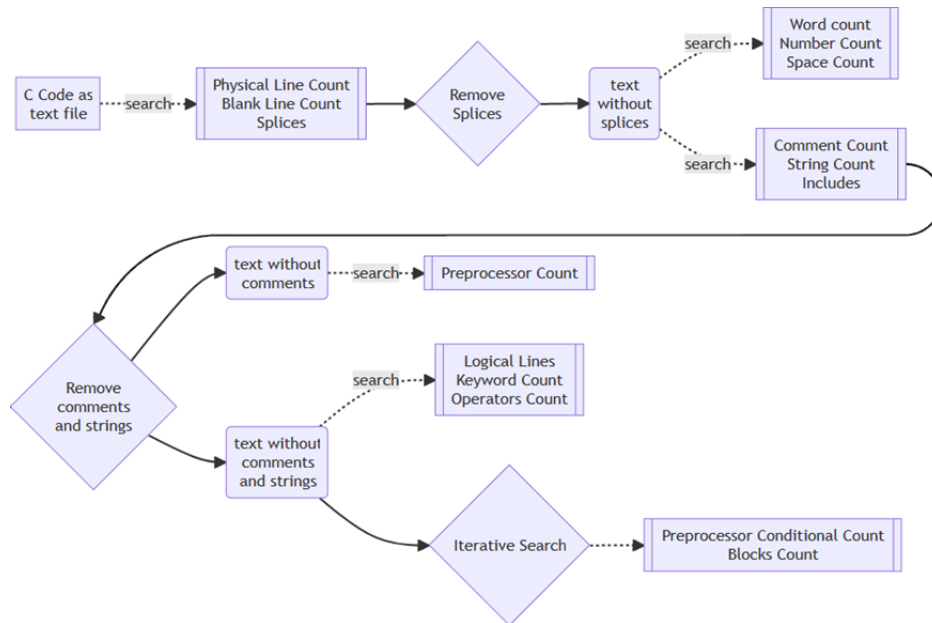 C Code as
text file
search
Physical Line Count
Blank Line Count
Splices
Remove
Splices
text
without
splices
search
Word count
Number Count
Space Count
search
Comment Count
String Count
Includes
Remove
comments
and strings
text without
comments
search
Preprocessor Count
text without
comments
and strings
search
Logical Lines
Keyword Count
Operators Count
Iterative Search
Preprocessor Conditional Count
Blocks Count